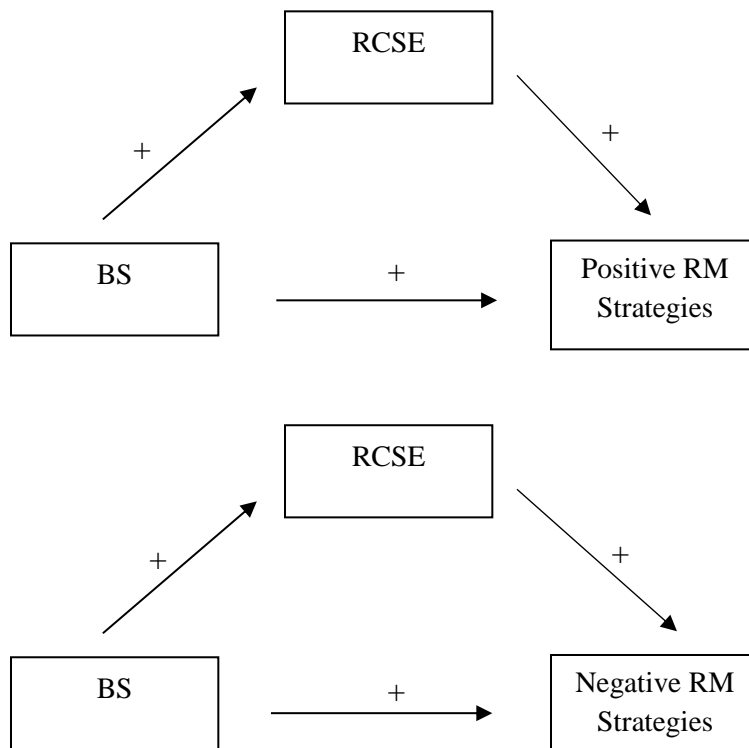 RCSE
+
+
BS
+
Positive RM
Strategies
RCSE
+
+
BS
+
Negative RM
Strategies